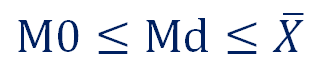 M0 ≤ Md ≤ X̅